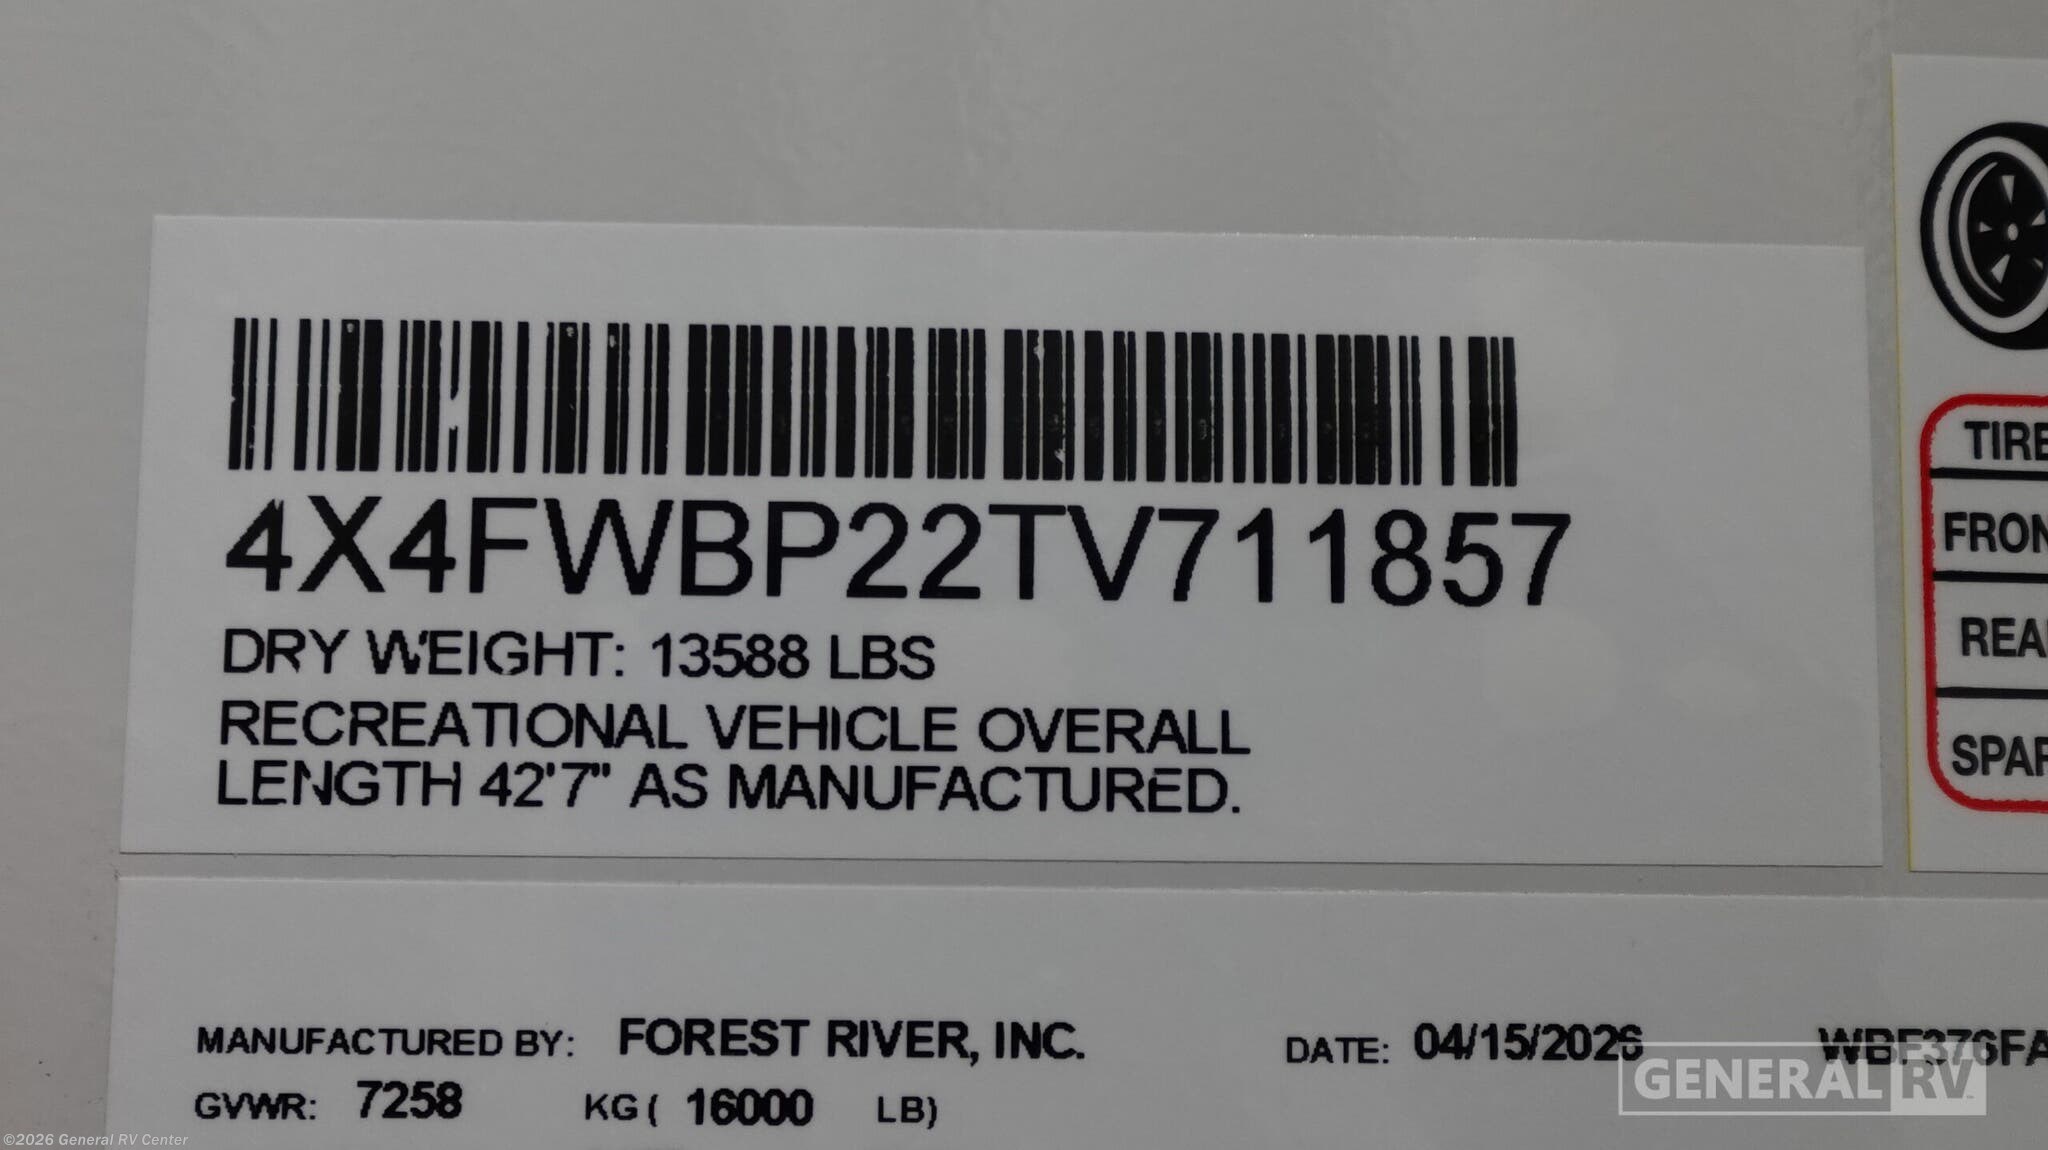 4X4FWBP22TV711857
DRY WEIGHT: 13588 LBS
RECREATIONAL VEHICLE OVERALL
LENGTH 42'7" AS MANUFACTURED.
TIRE
FRON
REA
SPAR
MANUFACTURED BY: FOREST RIVER, INC. DATE: 04/15/2026 WBF376FA
GVWR: 7258 KG ( 16000 LB)
GENERAL RV
©2026 General RV Center